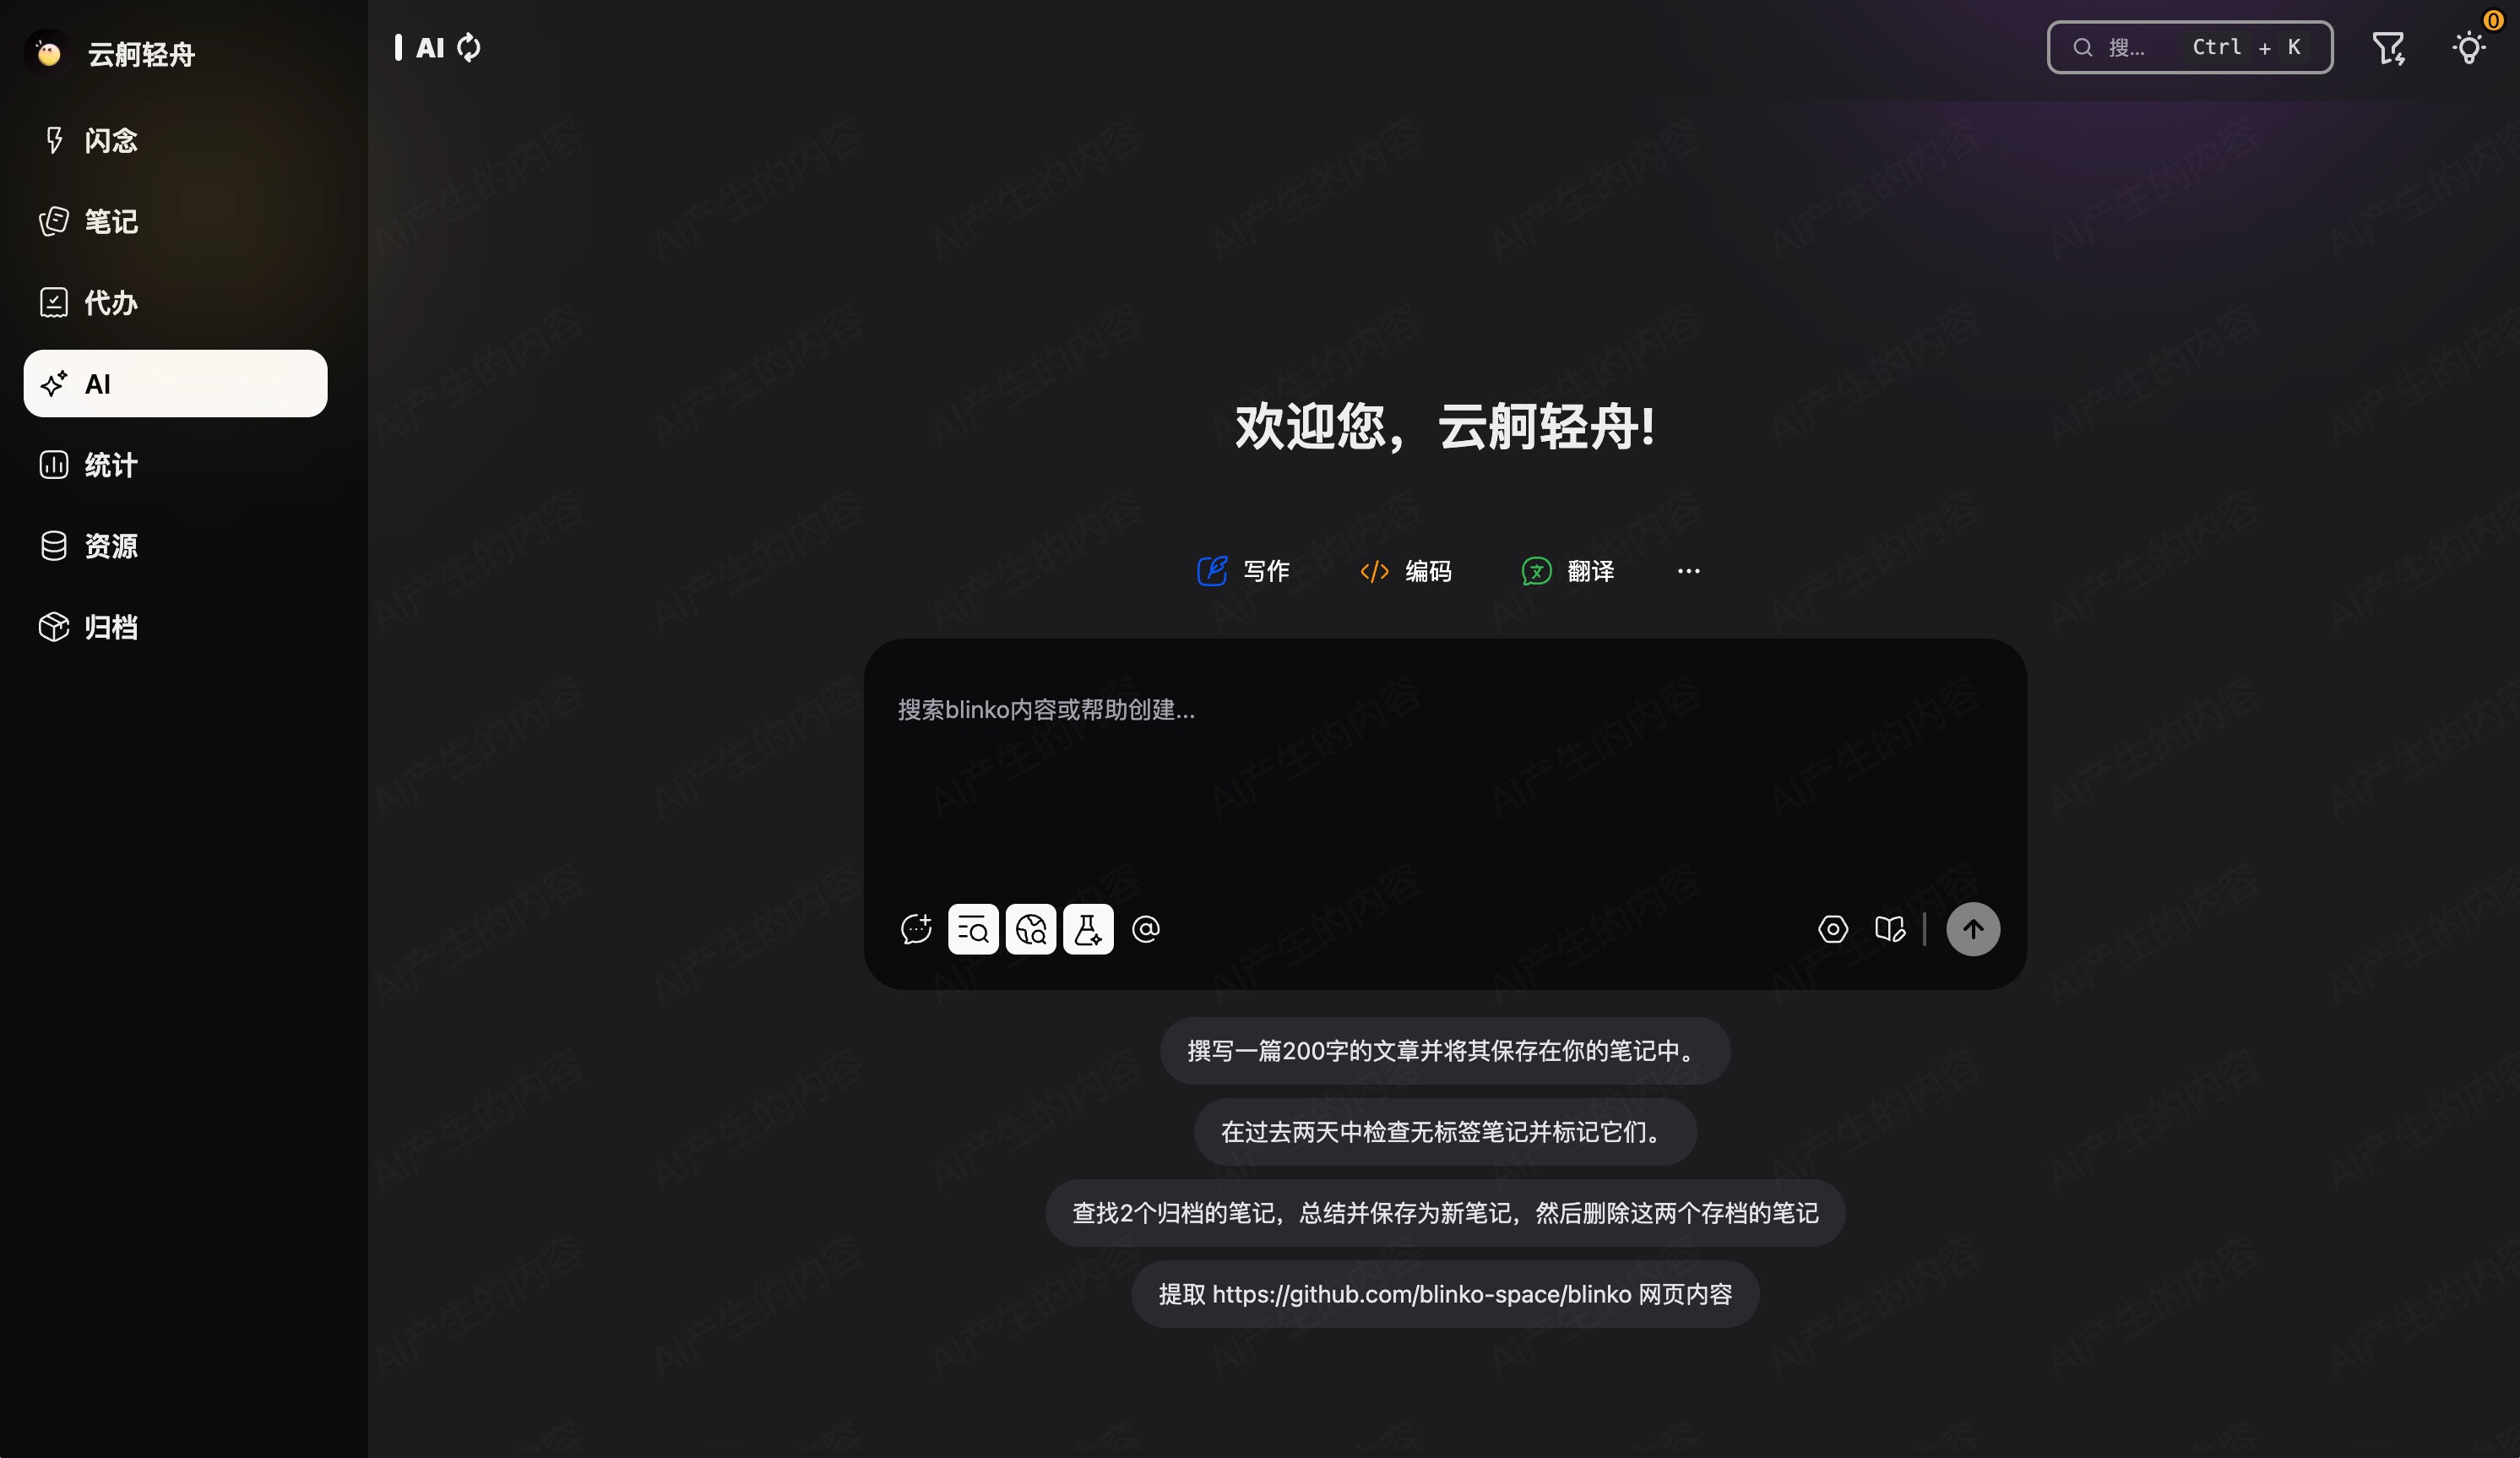 云舸轻舟
闪念
笔记
代办
AI
统计
资源
归档
AI
搜... Ctrl + K
0
欢迎您，云舸轻舟!
写作 编码 翻译 ...
搜索blinko内容或帮助创建...
撰写一篇200字的文章并将其保存在你的笔记中。
在过去两天中检查无标签笔记并标记它们。
查找2个归档的笔记，总结并保存为新笔记，然后删除这两个存档的笔记
提取 https://github.com/blinko-space/blinko 网页内容
AI产生的内容